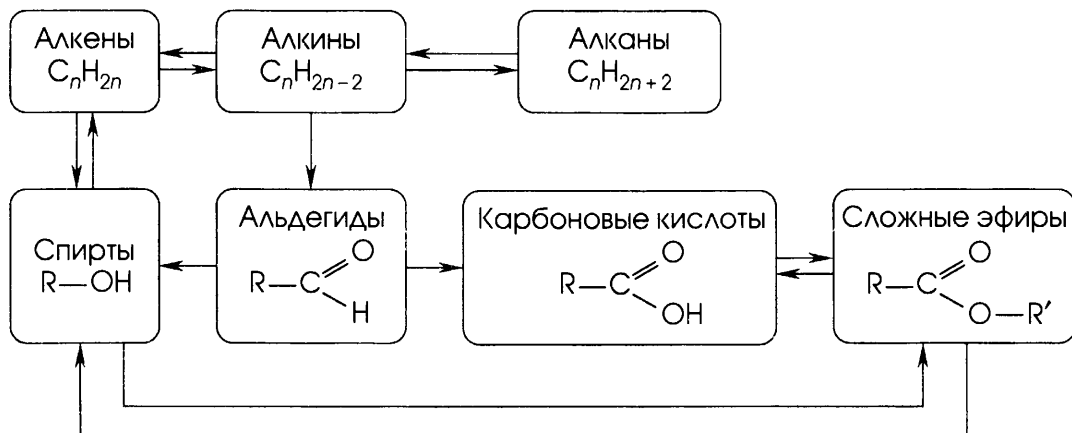 Алкены
CₙH₂ₙ
Алкины
CₙH₂ₙ₋₂
Алканы
CₙH₂ₙ₊₂
Спирты
R—OH
Альдегиды
O
R—C
H
Карбоновые кислоты
O
R—C
OH
Сложные эфиры
O
R—C
O—R′